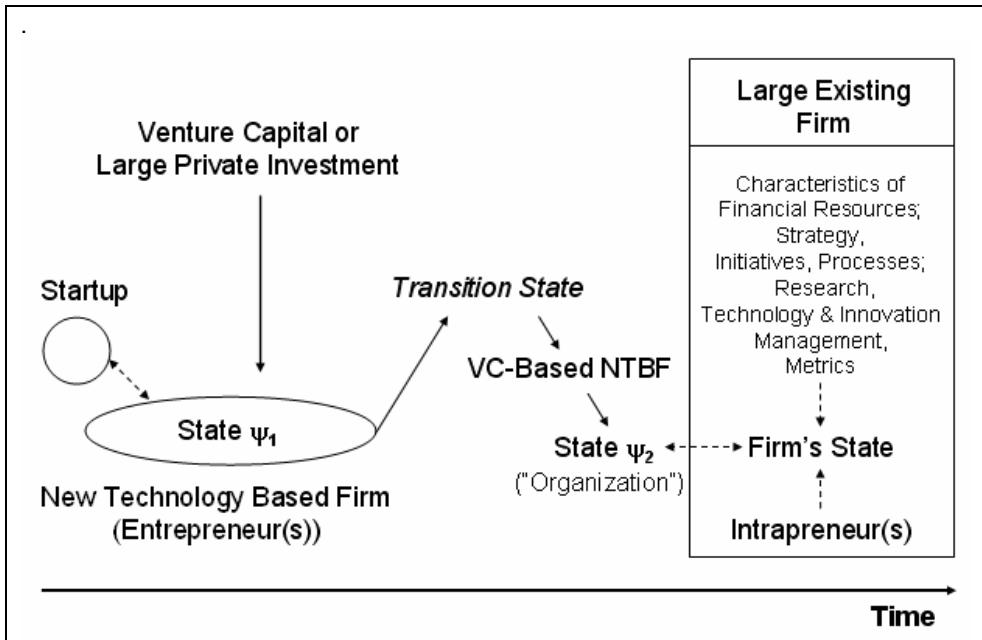 .
Venture Capital or
Large Private Investment
Startup
State ψ1
New Technology Based Firm
(Entrepreneur(s))
Transition State
VC-Based NTBF
State ψ2
("Organization")
Large Existing
Firm
Characteristics of
Financial Resources;
Strategy,
Initiatives, Processes;
Research,
Technology & Innovation
Management,
Metrics
Firm's State
Intrapreneur(s)
Time